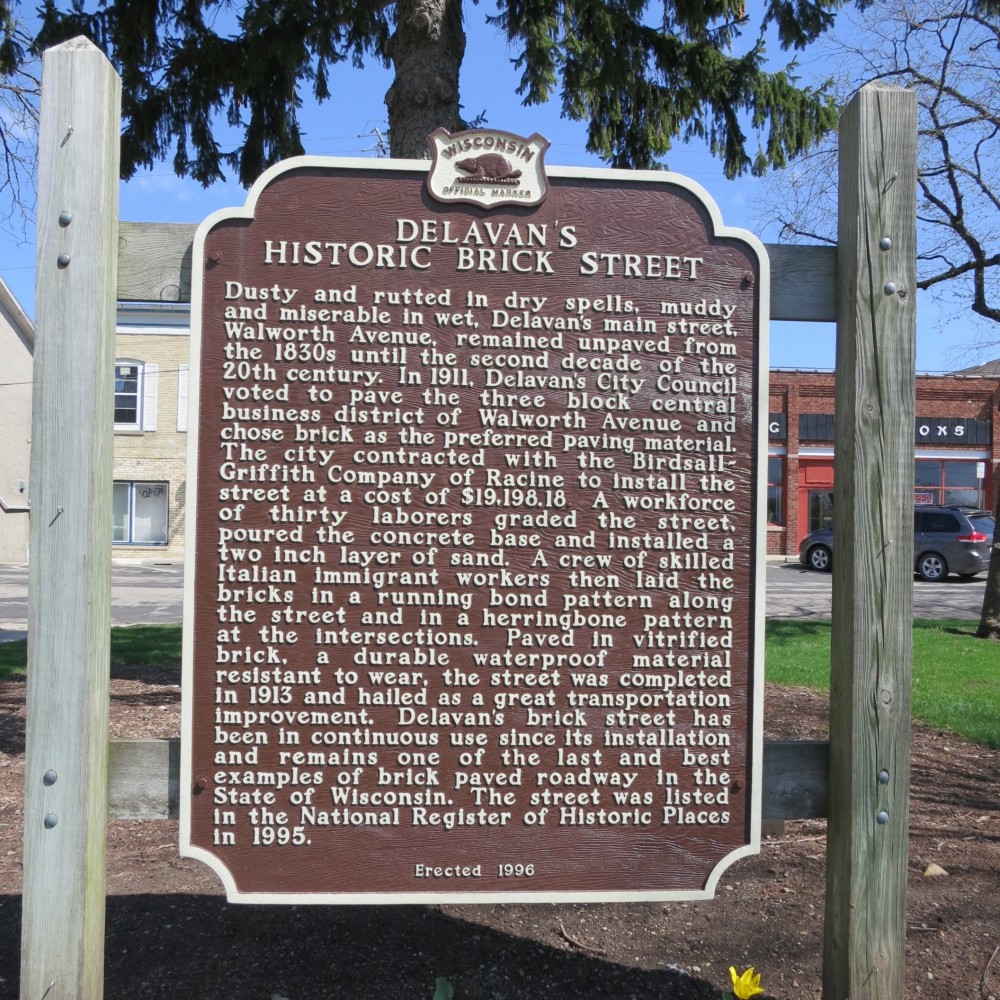 WISCONSIN
OFFICIAL MARKER
DELAVAN'S
HISTORIC BRICK STREET
Dusty and rutted in dry spells, muddy
and miserable in wet, Delavan's main street,
Walworth Avenue, remained unpaved from
the 1830s until the second decade of the
20th century. In 1911, Delavan's City Council
voted to pave the three block central
business district of Walworth Avenue and
chose brick as the preferred paving material.
The city contracted with the Birdsall-
Griffith Company of Racine to install the
street at a cost of $19,198.18. A workforce
of thirty laborers graded the street,
poured the concrete base and installed a
two inch layer of sand. A crew of skilled
Italian immigrant workers then laid the
bricks in a running bond pattern along
the street and in a herringbone pattern
at the intersections. Paved in vitrified
brick, a durable waterproof material
resistant to wear, the street was completed
in 1913 and hailed as a great transportation
improvement. Delavan's brick street has
been in continuous use since its installation
and remains one of the last and best
examples of brick paved roadway in the
State of Wisconsin. The street was listed
in the National Register of Historic Places
in 1995.
Erected 1996
OPEN